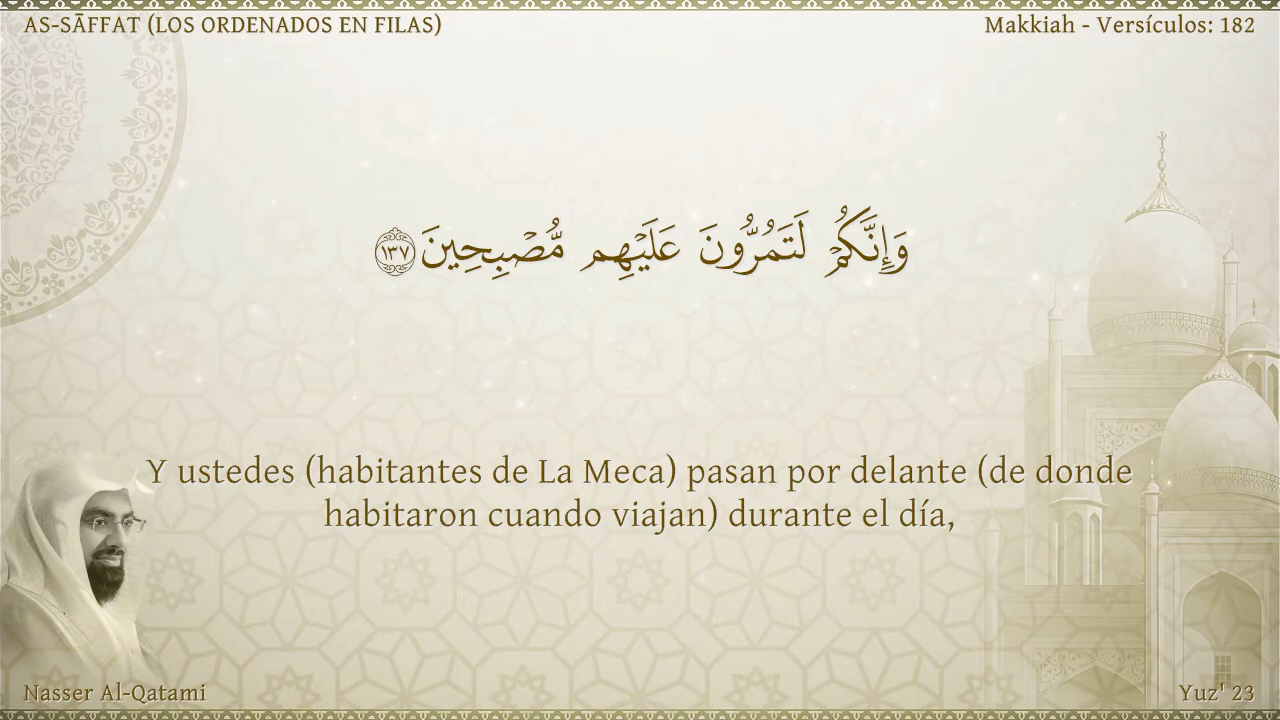 AS-SĀFFAT (LOS ORDENADOS EN FILAS)
Makkiah - Versículos: 182
وَإِنَّكُمْ لَتَمُرُّونَ عَلَيْهِم مُّصْبِحِينَ ١٣٧
Y ustedes (habitantes de La Meca) pasan por delante (de donde
habitaron cuando viajan) durante el día,
Nasser Al-Qatami
Yuz' 23